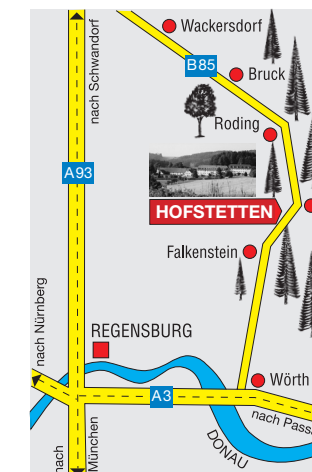 Wackersdorf
B85
Bruck
nach Schwandorf
Roding
A93
HOFSTETTEN
Falkenstein
nach Nürnberg
REGENSBURG
Wörth
A3
nach Pass
DONAU
nach
München